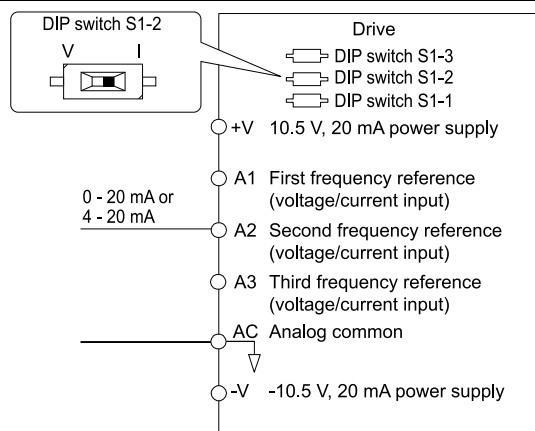 DIP switch S1-2
V I
Drive
DIP switch S1-3
DIP switch S1-2
DIP switch S1-1
+V 10.5 V, 20 mA power supply
A1 First frequency reference
(voltage/current input)
0 - 20 mA or
4 - 20 mA
A2 Second frequency reference
(voltage/current input)
A3 Third frequency reference
(voltage/current input)
AC Analog common
-V -10.5 V, 20 mA power supply